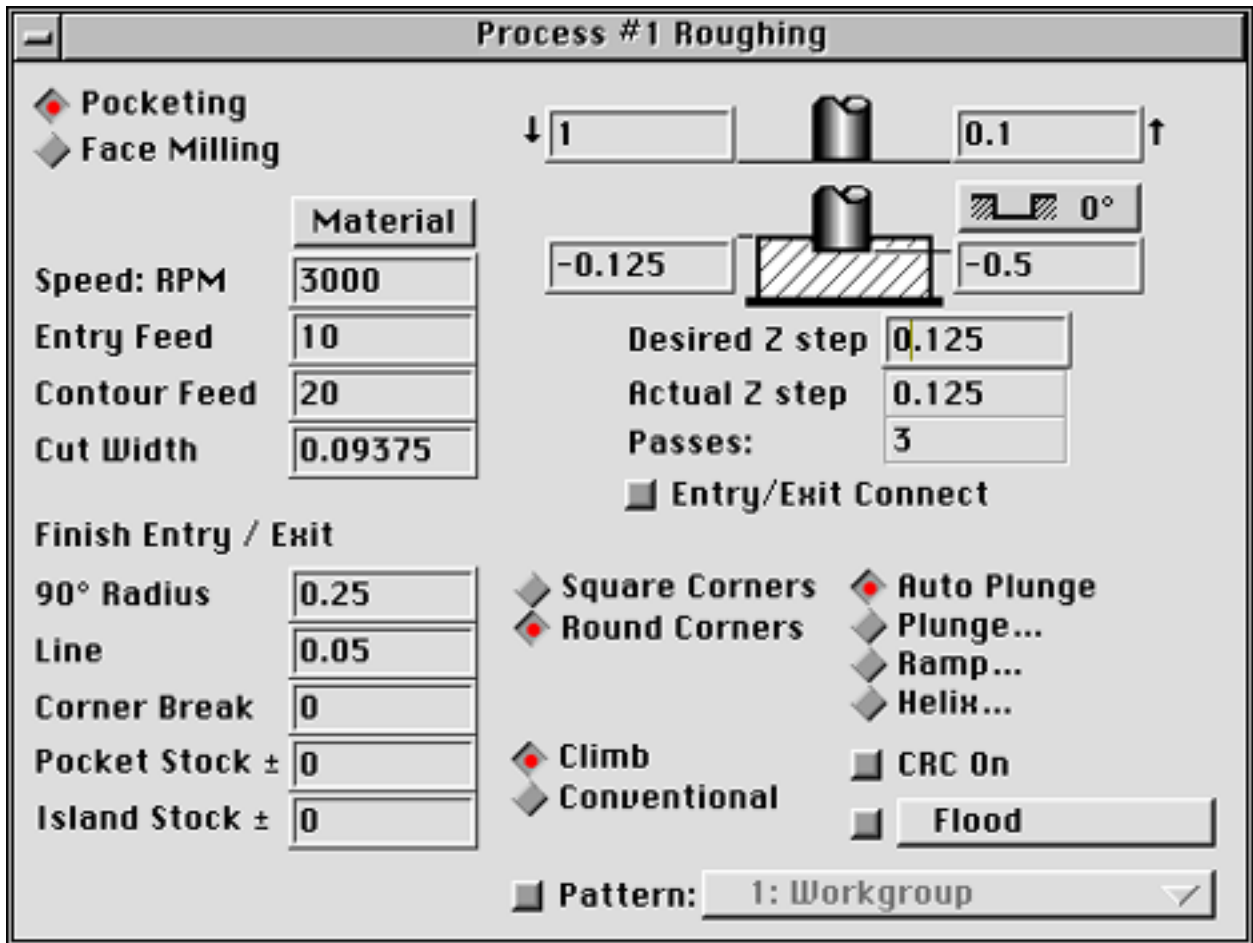 Process #1 Roughing
Pocketing
Face Milling
1
0.1
Material
0°
Speed: RPM 3000
-0.125
-0.5
Entry Feed 10
Desired Z step 0.125
Contour Feed 20
Actual Z step 0.125
Cut Width 0.09375
Passes: 3
Entry/Exit Connect
Finish Entry / Exit
90° Radius 0.25
Line 0.05
Corner Break 0
Pocket Stock ± 0
Island Stock ± 0
Square Corners
Round Corners
Auto Plunge
Plunge...
Ramp...
Helix...
Climb
Conventional
CRC On
Flood
Pattern: 1: Workgroup